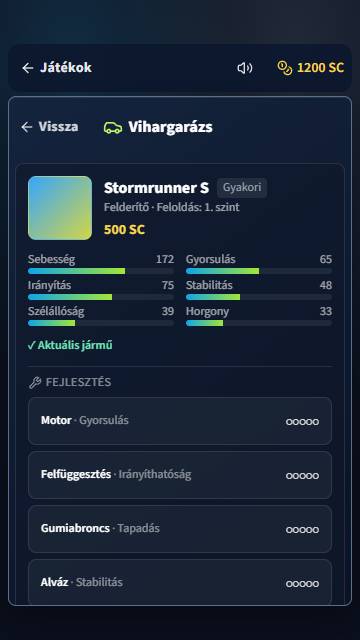 Játékok
1200 SC
Vissza
Vihargarázs
Stormrunner S Gyakori
Felderítő · Feloldás: 1. szint
500 SC
Sebesség 172 Gyorsulás 65
Irányítás 75 Stabilitás 48
Szélállóság 39 Horgony 33
✓ Aktuális jármű
FEJLESZTÉS
Motor · Gyorsulás ooooo
Felfüggesztés · Irányíthatóság ooooo
Gumiabroncs · Tapadás ooooo
Alváz · Stabilitás ooooo